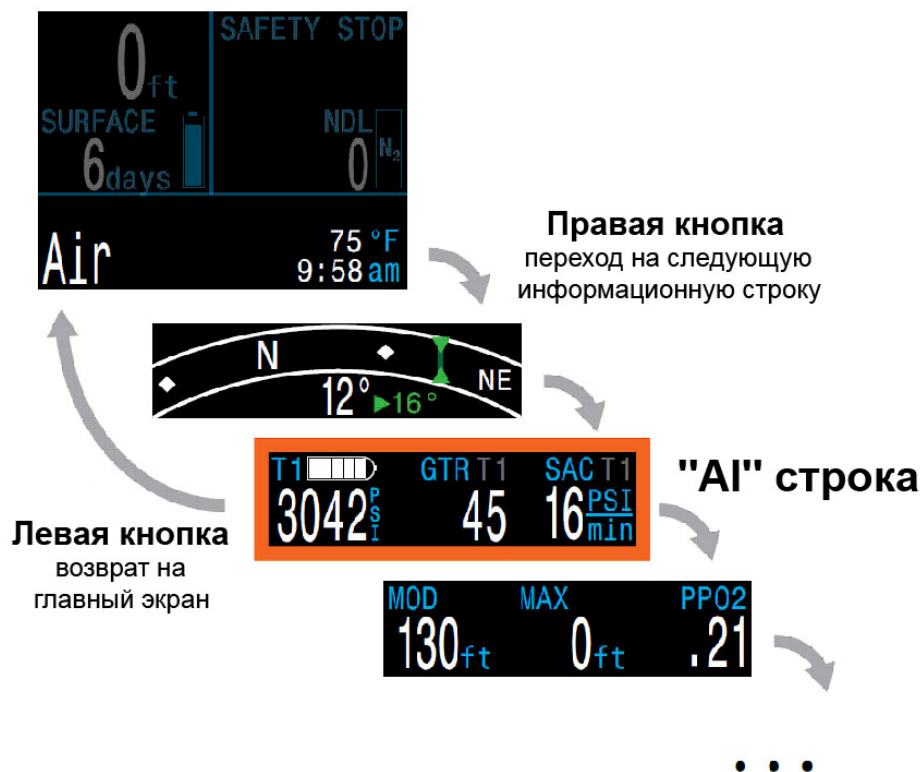 0ft
SAFETY STOP
SURFACE
6days
NDL
0
N2
Air
75 °F
9:58am
Правая кнопка
переход на следующую
информационную строку
N
NE
12° ▶16°
T1 GTR T1 SAC T1
3042 PSI 45 16 PSI/min
"AI" строка
Левая кнопка
возврат на
главный экран
MOD MAX PPO2
130ft 0ft .21
...